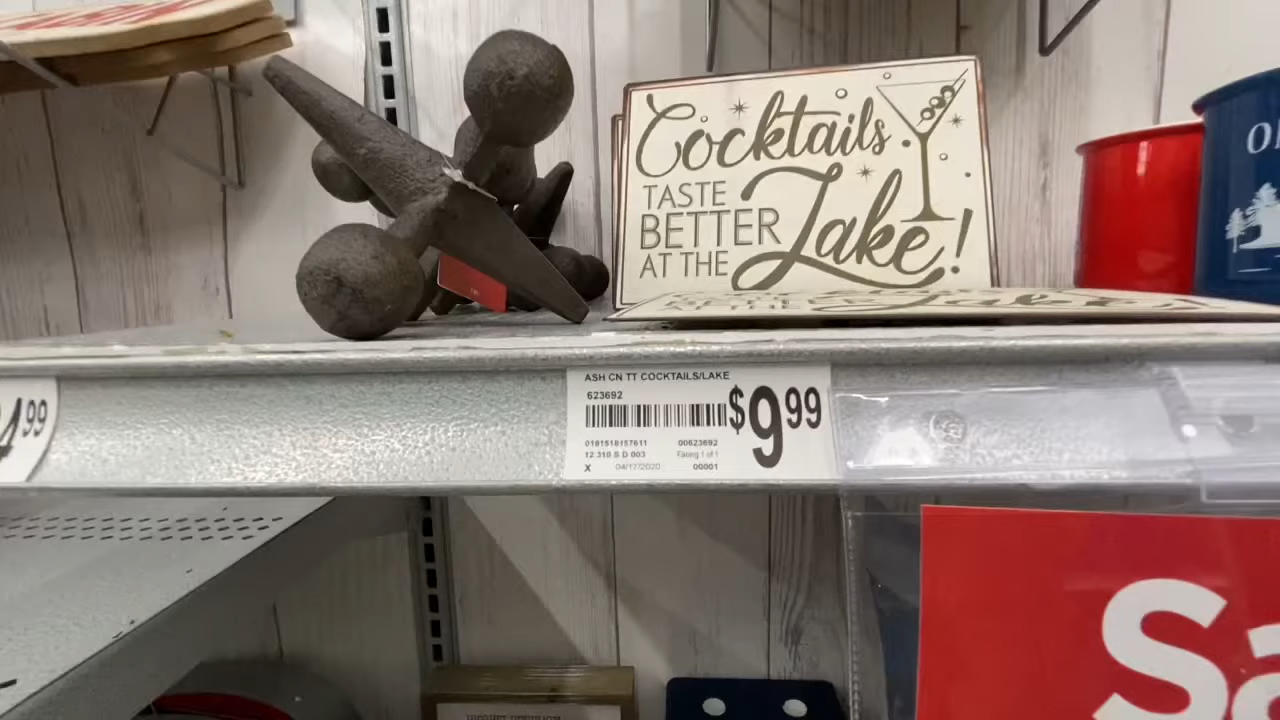 Cocktails
TASTE
BETTER
AT THE
Lake!
ASH CN TT COCKTAILS/LAKE
623692
$9.99
0191518157611 00623692
12 310 S D 003 Facing 1 of 1
X 04/17/2020 00001
4.99
Sa